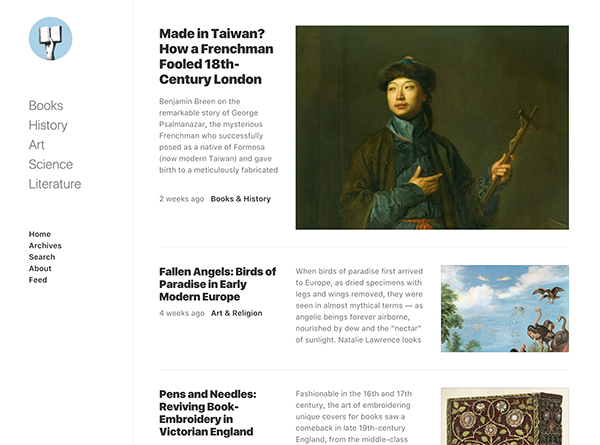 Books
History
Art
Science
Literature
Home
Archives
Search
About
Feed
Made in Taiwan?
How a Frenchman
Fooled 18th-
Century London
Benjamin Breen on the
remarkable story of George
Psalmanazar, the mysterious
Frenchman who successfully
posed as a native of Formosa
(now modern Taiwan) and gave
birth to a meticulously fabricated
2 weeks ago Books & History
Fallen Angels: Birds of
Paradise in Early
Modern Europe
4 weeks ago Art & Religion
When birds of paradise first arrived
to Europe, as dried specimens with
legs and wings removed, they were
seen in almost mythical terms — as
angelic beings forever airborne,
nourished by dew and the “nectar”
of sunlight. Natalie Lawrence looks
Pens and Needles:
Reviving Book-
Embroidery in
Victorian England
Fashionable in the 16th and 17th
century, the art of embroidering
unique covers for books saw a
comeback in late 19th-century
England, from the middle-class